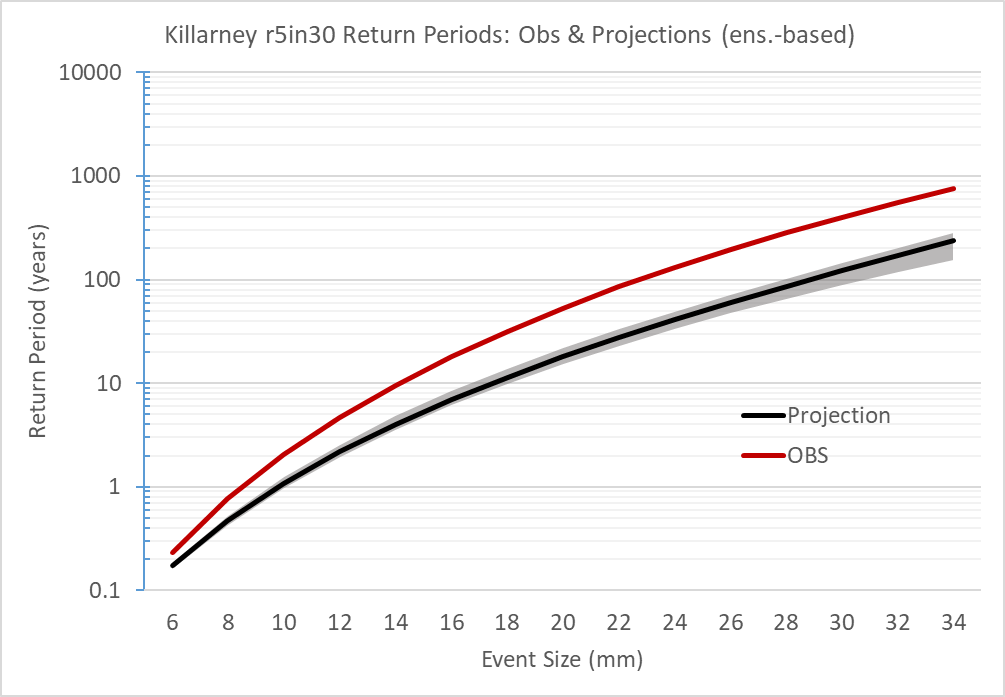 Killarney r5in30 Return Periods: Obs & Projections (ens.-based)
10000
1000
100
10
1
0.1
Return Period (years)
Projection
OBS
6 8 10 12 14 16 18 20 22 24 26 28 30 32 34
Event Size (mm)